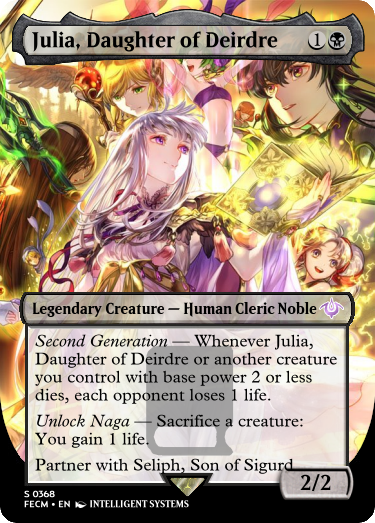 Julia, Daughter of Deirdre 1
Legendary Creature — Human Cleric Noble
Second Generation — Whenever Julia,
Daughter of Deirdre or another creature
you control with base power 2 or less
dies, each opponent loses 1 life.
Unlock Naga — Sacrifice a creature:
You gain 1 life.
Partner with Seliph, Son of Sigurd
2/2
S 0368
FECM • EN INTELLIGENT SYSTEMS